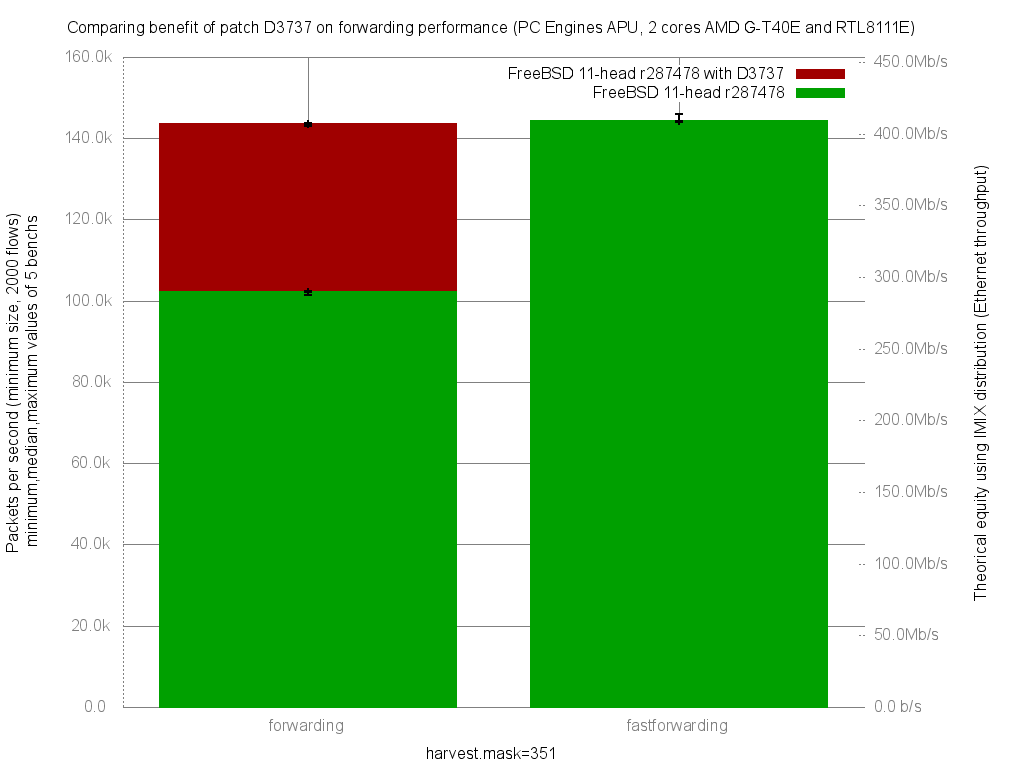 Comparing benefit of patch D3737 on forwarding performance (PC Engines APU, 2 cores AMD G-T40E and RTL8111E)
FreeBSD 11-head r287478 with D3737
FreeBSD 11-head r287478
160.0k
140.0k
120.0k
100.0k
80.0k
60.0k
40.0k
20.0k
0.0
450.0Mb/s
400.0Mb/s
350.0Mb/s
300.0Mb/s
250.0Mb/s
200.0Mb/s
150.0Mb/s
100.0Mb/s
50.0Mb/s
0.0 b/s
Packets per second (minimum size, 2000 flows)
minimum,median,maximum values of 5 benchs
Theorical equity using IMIX distribution (Ethernet throughput)
forwarding
fastforwarding
harvest.mask=351